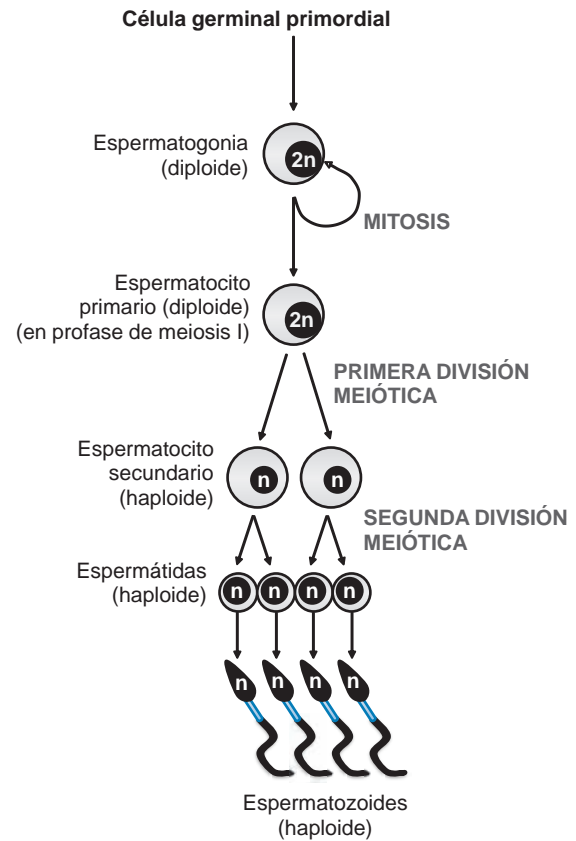 Célula germinal primordial
Espermatogonia
(diploide)
2n
MITOSIS
Espermatocito
primario (diploide)
(en profase de meiosis I)
2n
PRIMERA DIVISIÓN
MEIÓTICA
Espermatocito
secundario
(haploide)
n n
SEGUNDA DIVISIÓN
MEIÓTICA
Espermátidas
(haploide)
n n n n
n n n n
Espermatozoides
(haploide)